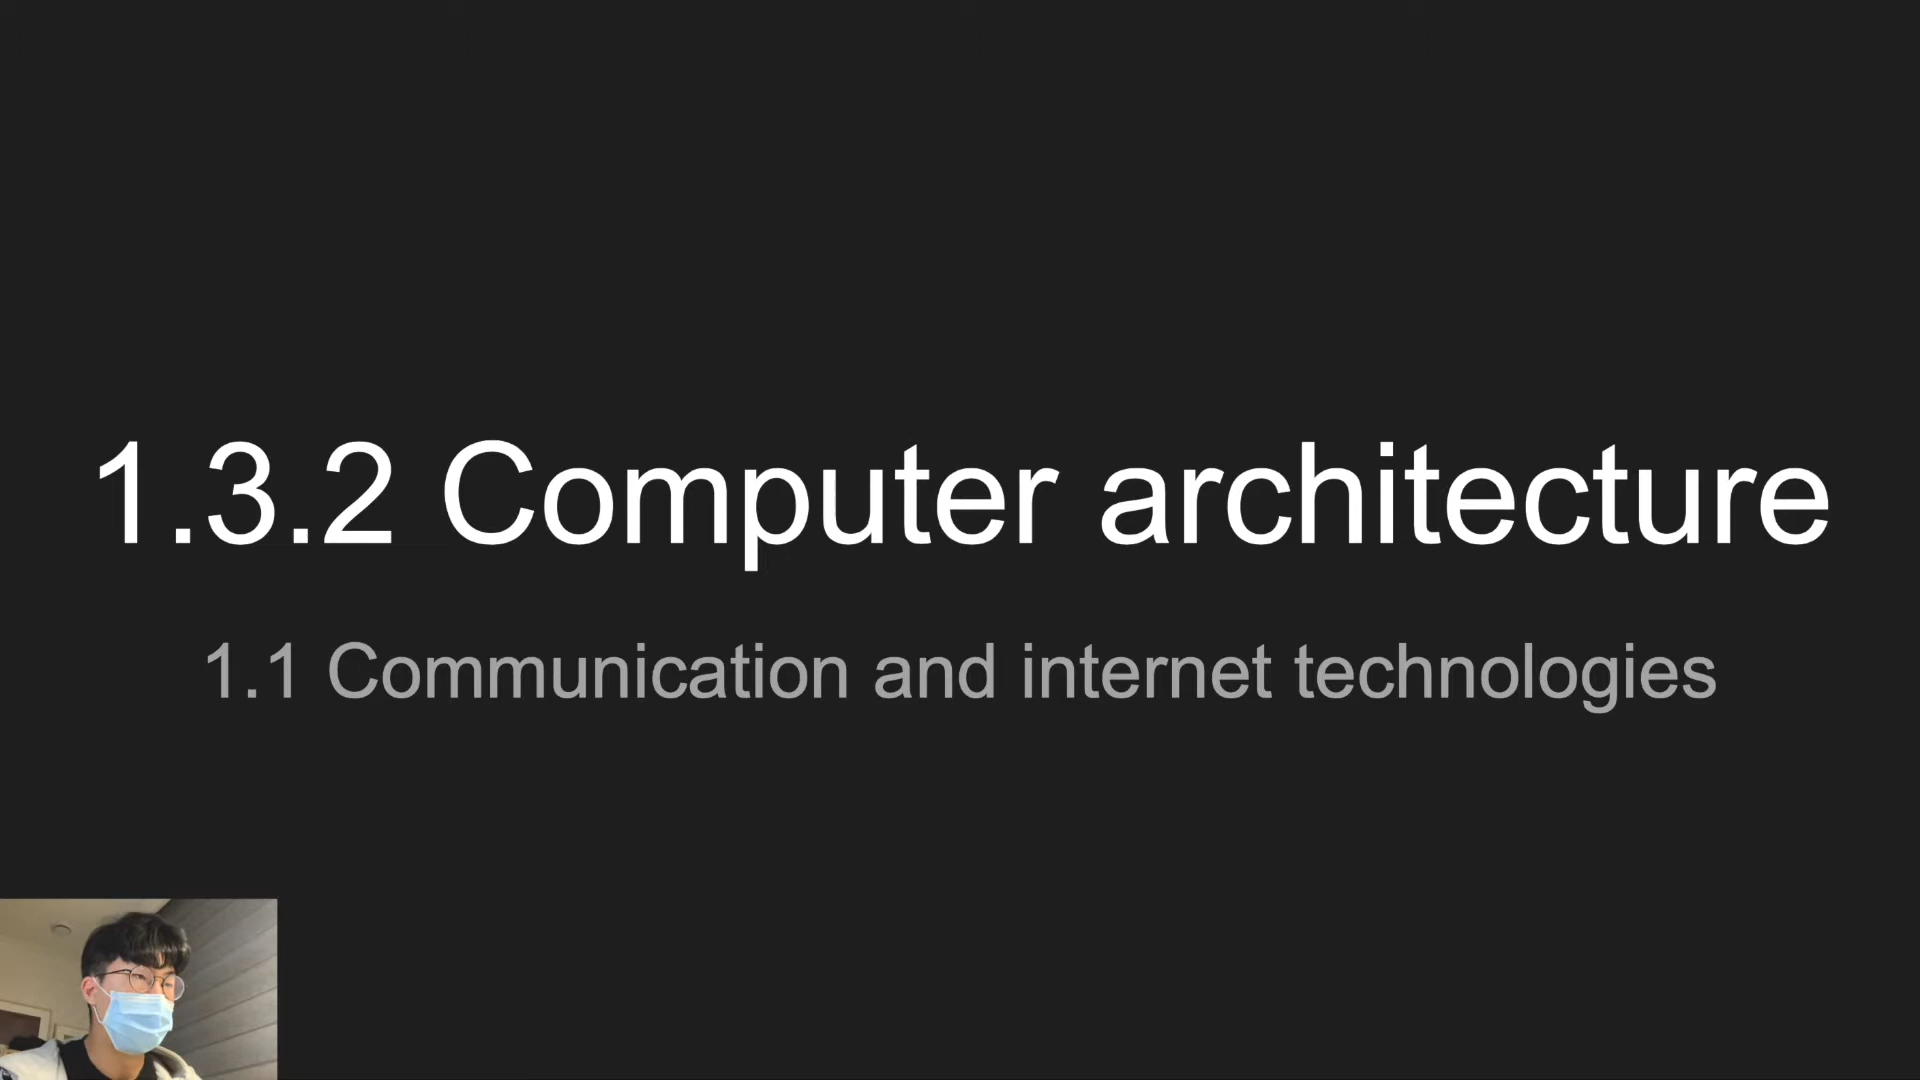 1.3.2 Computer architecture
1.1 Communication and internet technologies